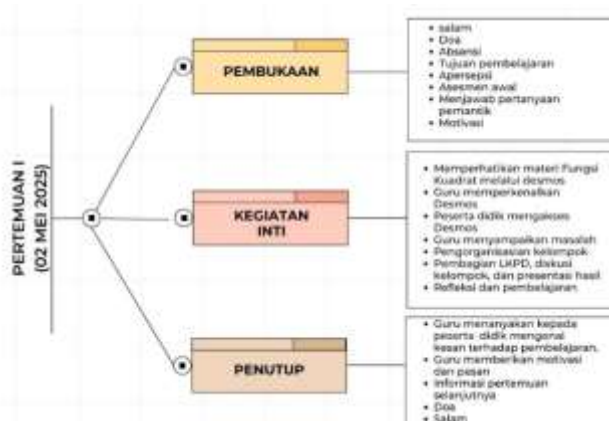 PERTEMUAN I
(02 MEI 2025)
PEMBUKAAN
• salam
• Doa
• Absensi
• Tujuan pembelajaran
• Apersepsi
• Asesmen awal
• Menjawab pertanyaan
pemantik
• Motivasi
KEGIATAN
INTI
• Memperhatikan materi Fungsi
Kuadrat melalui desmos
• Guru memperkenalkan
Desmos
• Peserta didik mengakses
Desmos
• Guru menyampaikan masalah
• Pengorganisasian kelompok
• Pembagian LKPD, diskusi
kelompok, dan presentasi hasil
• Refleksi dan pembelajaran
PENUTUP
• Guru menanyakan kepada
peserta didik mengenai
kesan terhadap pembelajaran.
• Guru memberikan motivasi
dan pesan
• Informasi pertemuan
selanjutnya
• Doa
• Salam